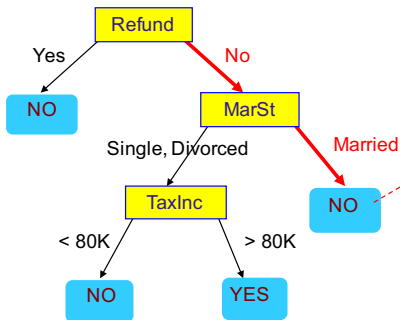 Refund
Yes
No
NO
MarSt
Single, Divorced
Married
TaxInc
NO
< 80K
> 80K
NO
YES